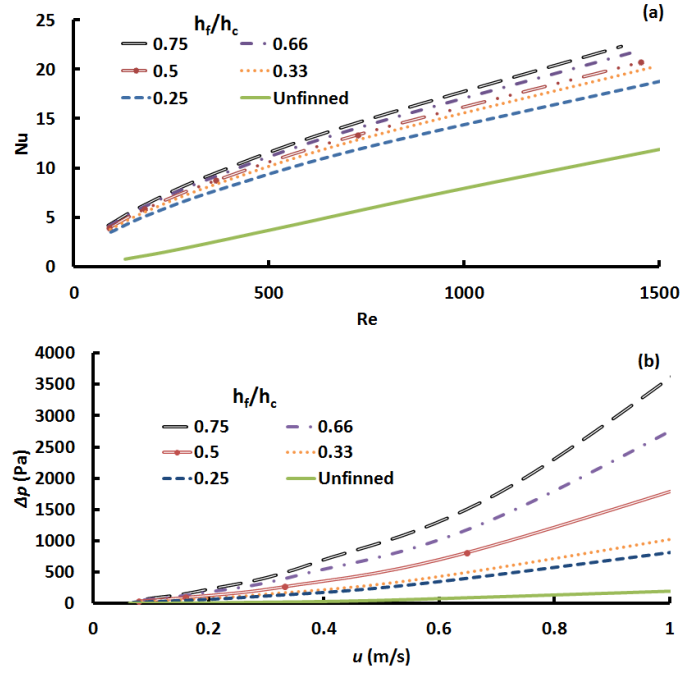 (a)
h_f/h_c
0.75 0.66
0.5 0.33
0.25 Unfinned
Nu
25
20
15
10
5
0
0 500 1000 1500
Re
(b)
h_f/h_c
0.75 0.66
0.5 0.33
0.25 Unfinned
Δp (Pa)
4000
3500
3000
2500
2000
1500
1000
500
0
0 0.2 0.4 0.6 0.8 1
u (m/s)